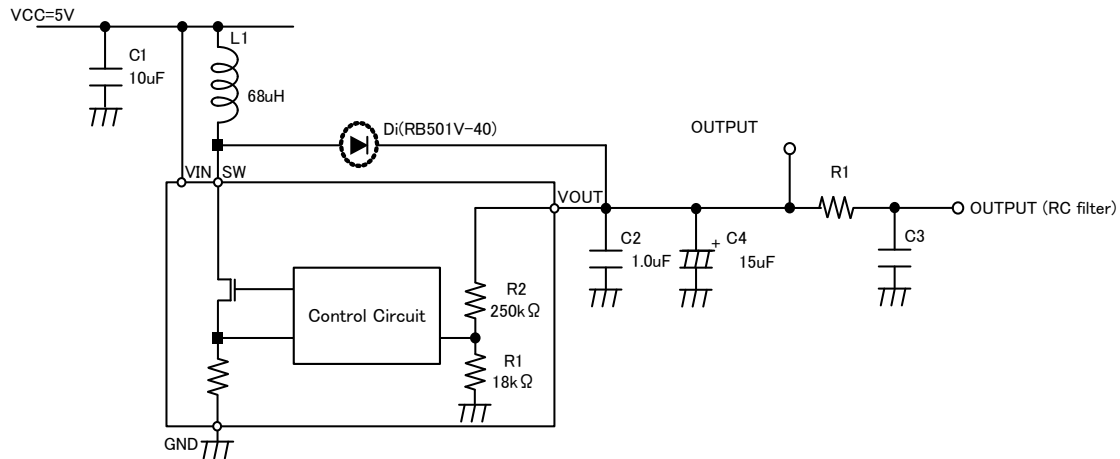 VCC=5V
L1
C1
10uF
68uH
Di(RB501V-40)
OUTPUT
R1
VIN
SW
VOUT
OUTPUT (RC filter)
C2
1.0uF
+
C4
15uF
C3
R2
250kΩ
Control Circuit
R1
18kΩ
GND